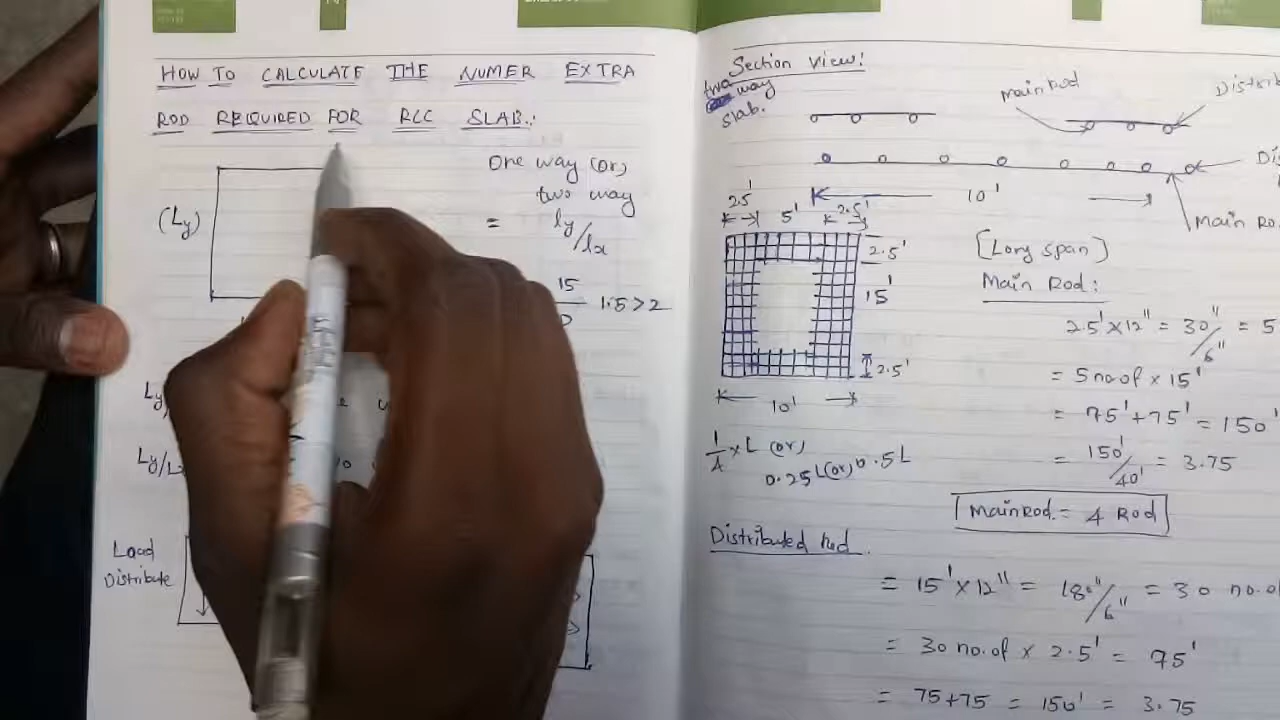 HOW TO CALCULATE THE NUMER EXTRA
ROD REQUIRED FOR RCC SLAB:
One way (or)
two way
(Ly)
= ly/lx
15
1.5 > 2
Ly/L
Load
Distribute
Section View:
two way
slab.
Main Rod
10'
Main Ro
2.5' 5' 2.5'
2.5'
15'
2.5'
10'
[Long span]
Main Rod:
2.5' x 12" = 30"/6" = 5
= 5 no.of x 15'
= 75' + 75' = 150'
= 150'/40' = 3.75
Main Rod = 4 Rod
1/4 x L (or)
0.25L (or) 0.5L
Distributed Rod
= 15' x 12" = 180"/6" = 30 no.of
= 30 no.of x 2.5' = 75'
= 75+75 = 150' = 3.75